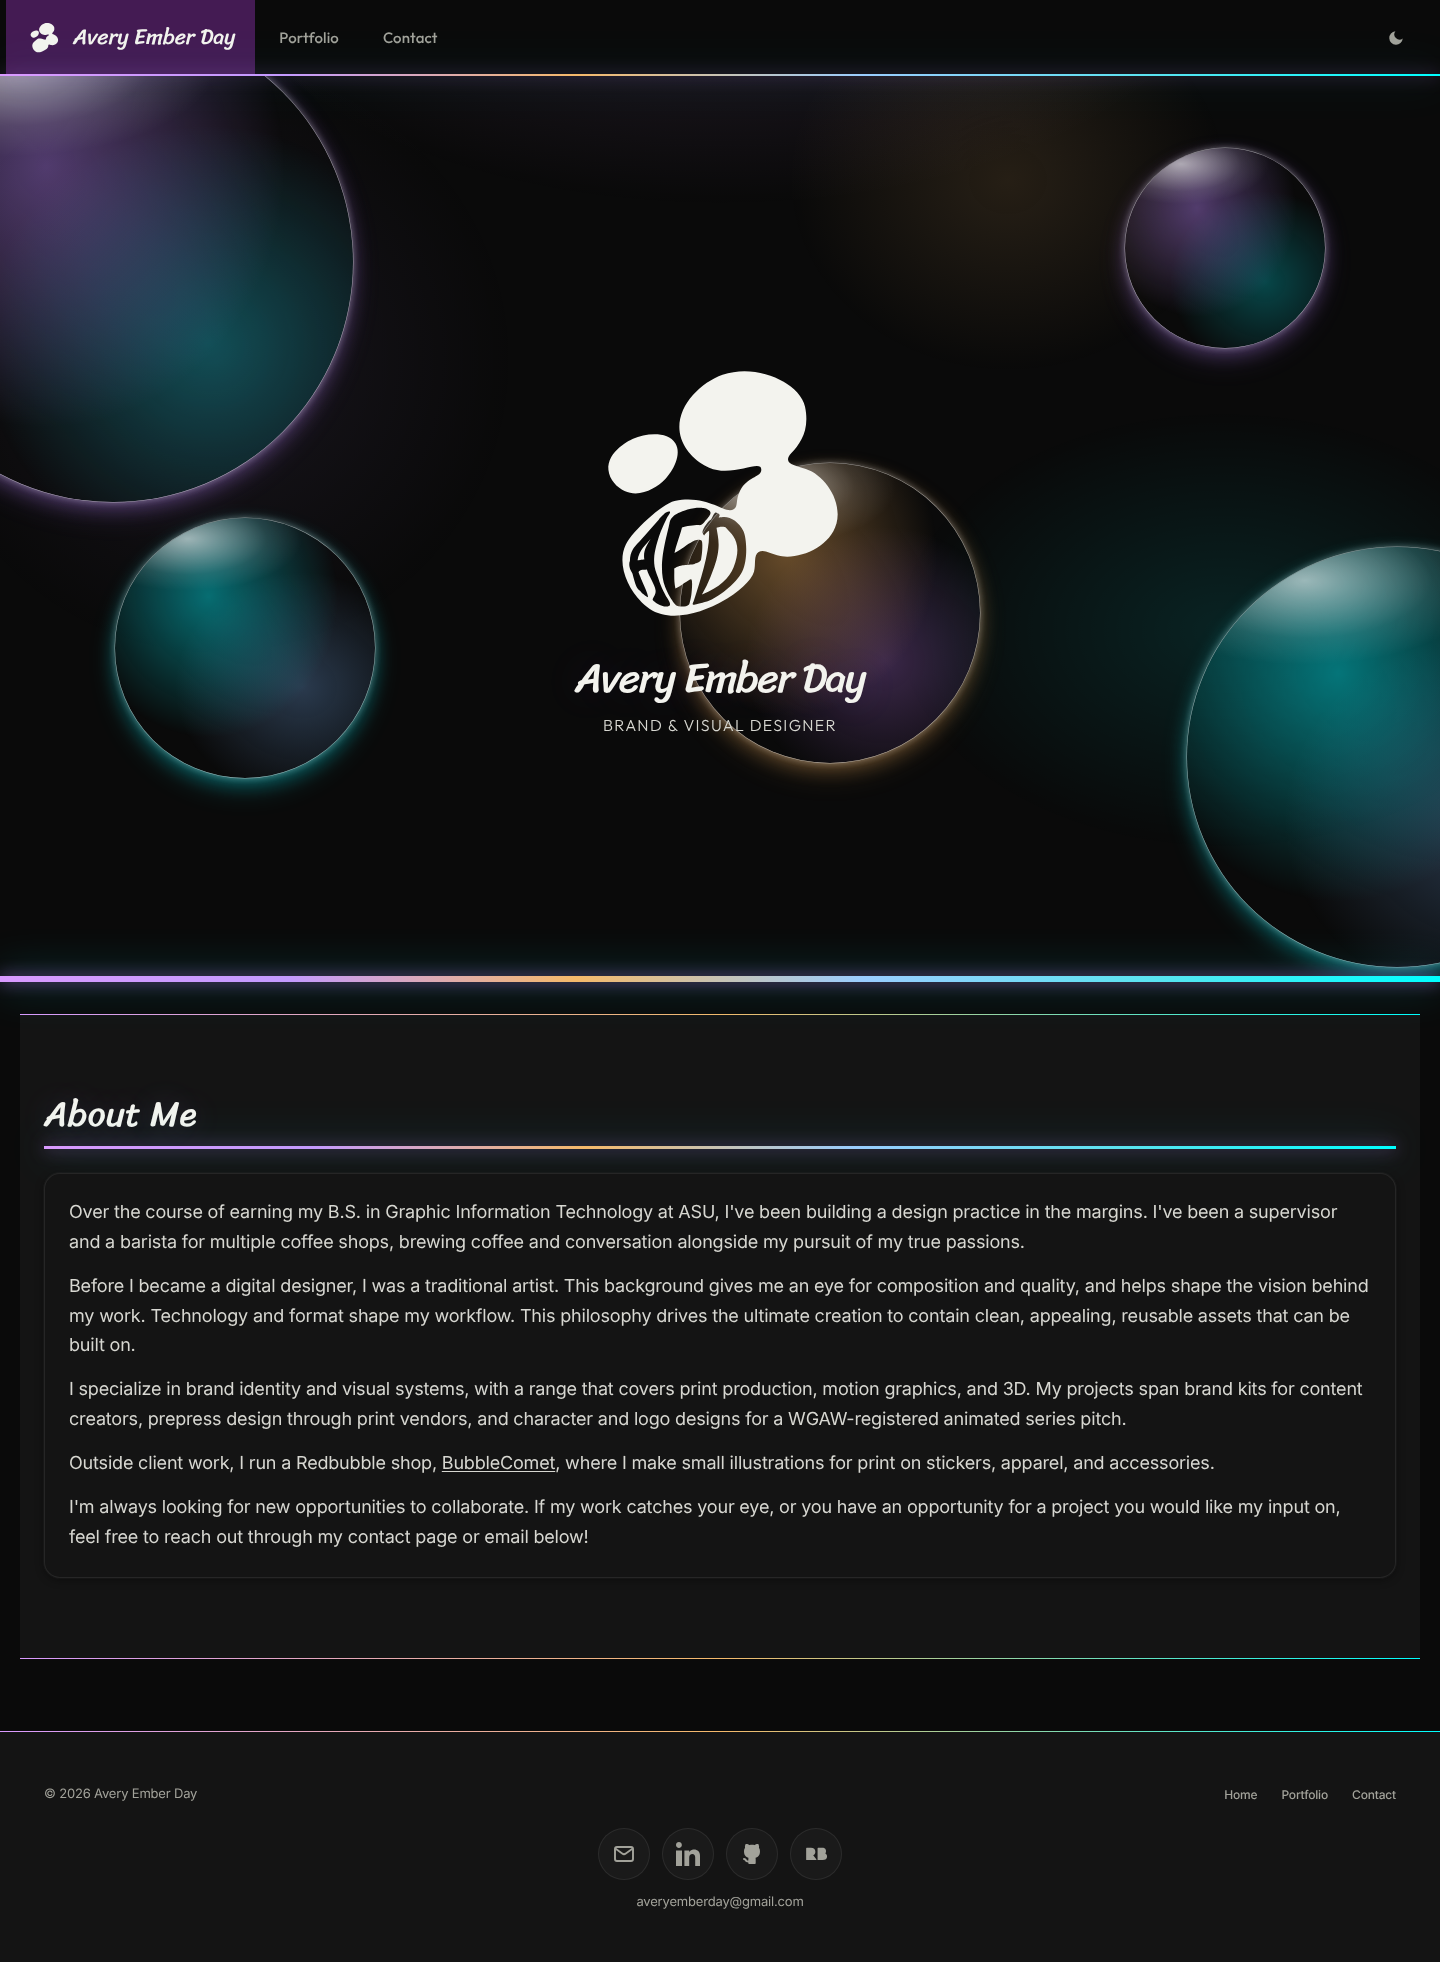 Avery Ember Day
Portfolio
Contact
AED
Avery Ember Day
BRAND & VISUAL DESIGNER
About Me
Over the course of earning my B.S. in Graphic Information Technology at ASU, I've been building a design practice in the margins. I've been a supervisor
and a barista for multiple coffee shops, brewing coffee and conversation alongside my pursuit of my true passions.
Before I became a digital designer, I was a traditional artist. This background gives me an eye for composition and quality, and helps shape the vision behind
my work. Technology and format shape my workflow. This philosophy drives the ultimate creation to contain clean, appealing, reusable assets that can be
built on.
I specialize in brand identity and visual systems, with a range that covers print production, motion graphics, and 3D. My projects span brand kits for content
creators, prepress design through print vendors, and character and logo designs for a WGAW-registered animated series pitch.
Outside client work, I run a Redbubble shop, BubbleComet, where I make small illustrations for print on stickers, apparel, and accessories.
I'm always looking for new opportunities to collaborate. If my work catches your eye, or you have an opportunity for a project you would like my input on,
feel free to reach out through my contact page or email below!
© 2026 Avery Ember Day
Home
Portfolio
Contact
in
RB
averyemberday@gmail.com